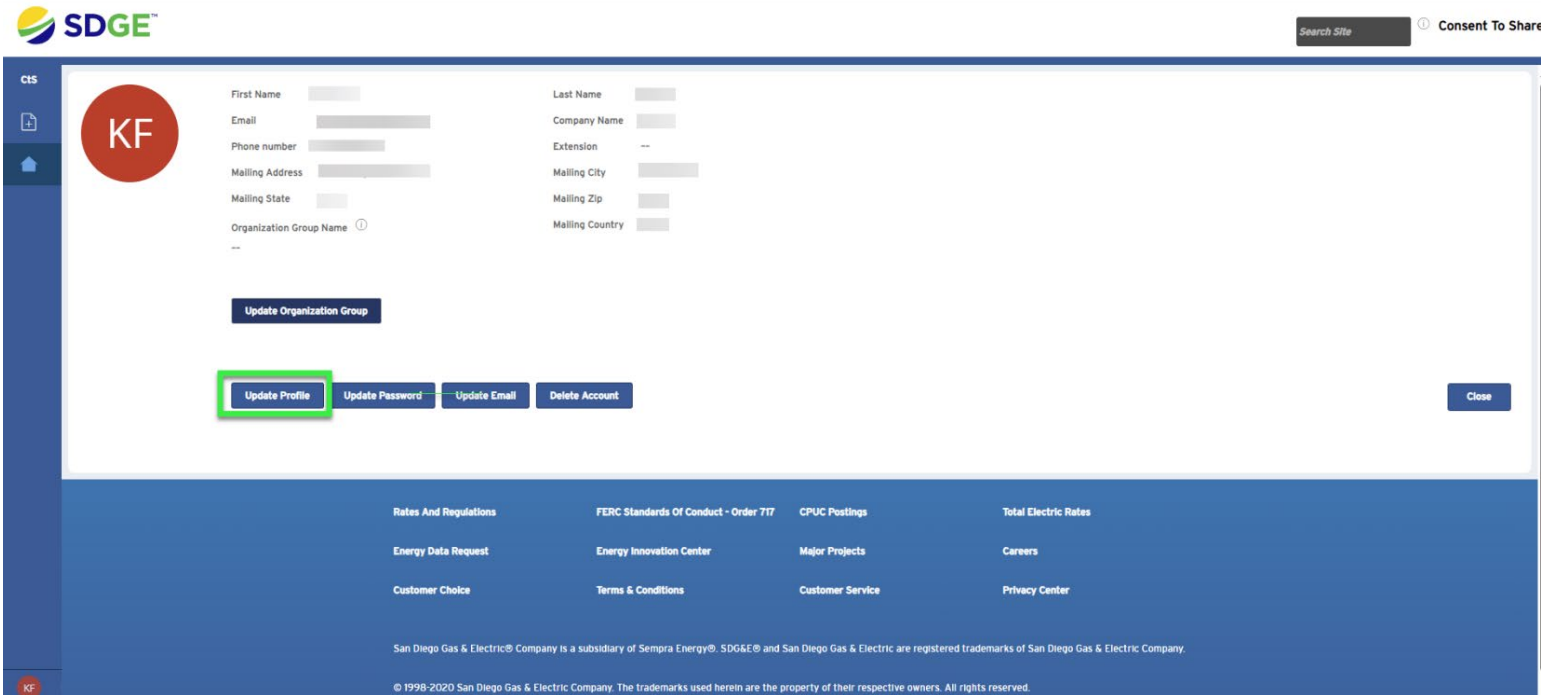 SDGE™
Search Site
Consent To Share
CtS
KF
First Name
Last Name
Email
Company Name
Phone number
Extension --
Mailing Address
Mailing City
Mailing State
Mailing Zip
Organization Group Name
Mailing Country
--
Update Organization Group
Update Profile Update Password Update Email Delete Account Close
Rates And Regulations FERC Standards Of Conduct - Order 717 CPUC Postings Total Electric Rates
Energy Data Request Energy Innovation Center Major Projects Careers
Customer Choice Terms & Conditions Customer Service Privacy Center
San Diego Gas & Electric® Company is a subsidiary of Sempra Energy®. SDG&E® and San Diego Gas & Electric are registered trademarks of San Diego Gas & Electric Company.
KF
© 1998-2020 San Diego Gas & Electric Company. The trademarks used herein are the property of their respective owners. All rights reserved.